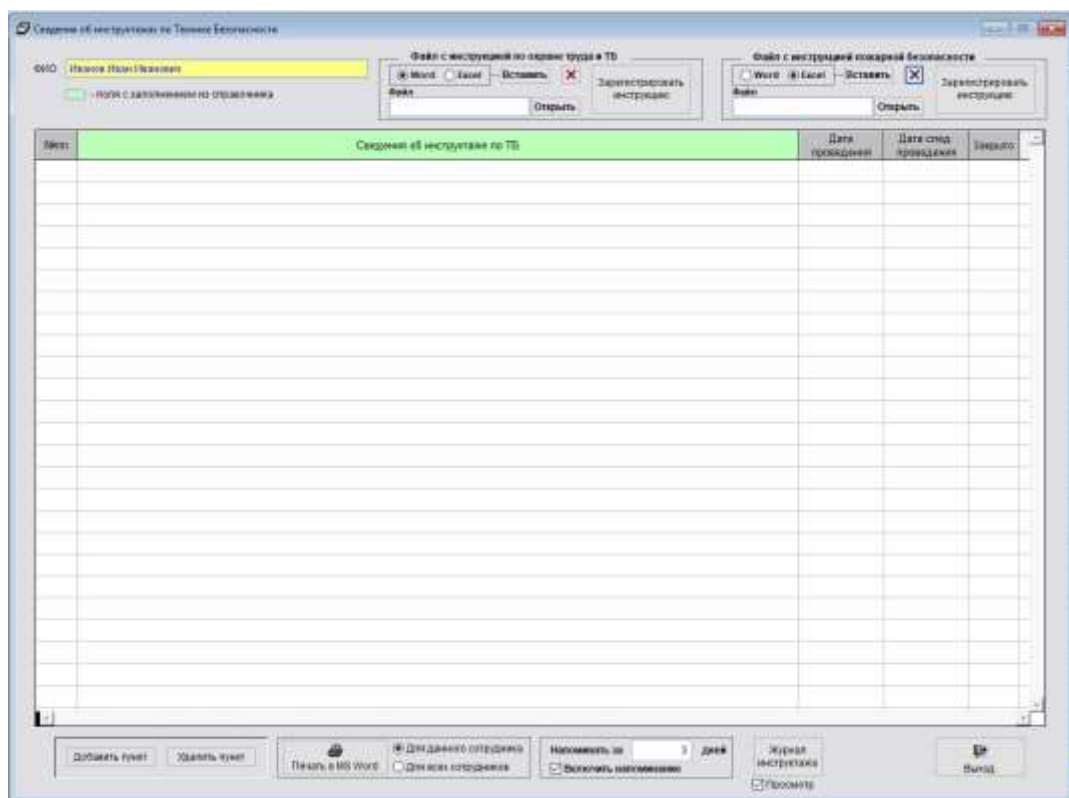 Сведения об инструктажах по Технике Безопасности
ФИО Иванов Иван Иванович
- поля с заполнением из справочника
Файл с инструкцией по охране труда и ТБ
Word Excel Вставить
Файл
Открыть
Зарегистрировать
инструкцию
Файл с инструкцией пожарной безопасности
Word Excel Вставить
Файл
Открыть
Зарегистрировать
инструкцию
№пп Сведения об инструктаже по ТБ Дата проведения Дата след. проведения Закрыто
Добавить пункт Удалить пункт
Печать в MS Word
Для данного сотрудника
Для всех сотрудников
Напоминать за 3 дней
Включить напоминание
Журнал
инструктажа
Просмотр
Выход